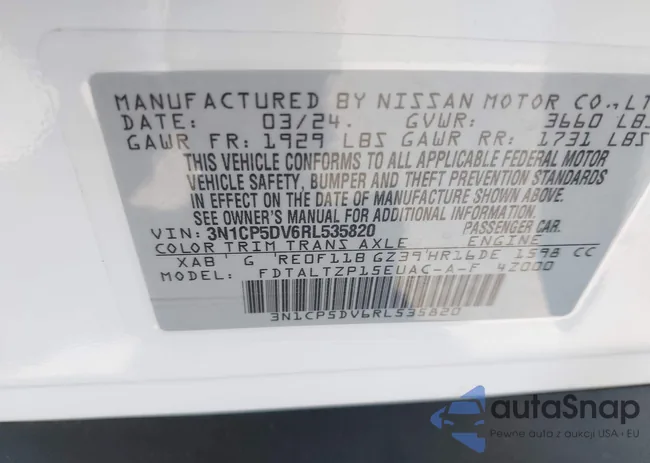 MANUFACTURED BY NISSAN MOTOR CO., LT
DATE: 03/24. GVWR: 3660 LBS
GAWR FR: 1929 LBS GAWR RR: 1731 LBS
THIS VEHICLE CONFORMS TO ALL APPLICABLE FEDERAL MOTOR
VEHICLE SAFETY, BUMPER AND THEFT PREVENTION STANDARDS
IN EFFECT ON THE DATE OF MANUFACTURE SHOWN ABOVE.
SEE OWNER'S MANUAL FOR ADDITIONAL INFORMATION.
VIN: 3N1CP5DV6RL535820 PASSENGER CAR.
COLOR TRIM TRANS AXLE ENGINE
XAB G RE0F11B GZ39 HR16DE 1598 CC
FDTALTZP15EUAC-A-F 4Z000
3N1CP5DV6RL535820
autoSnap
Pewne auta z aukcji USA • EU